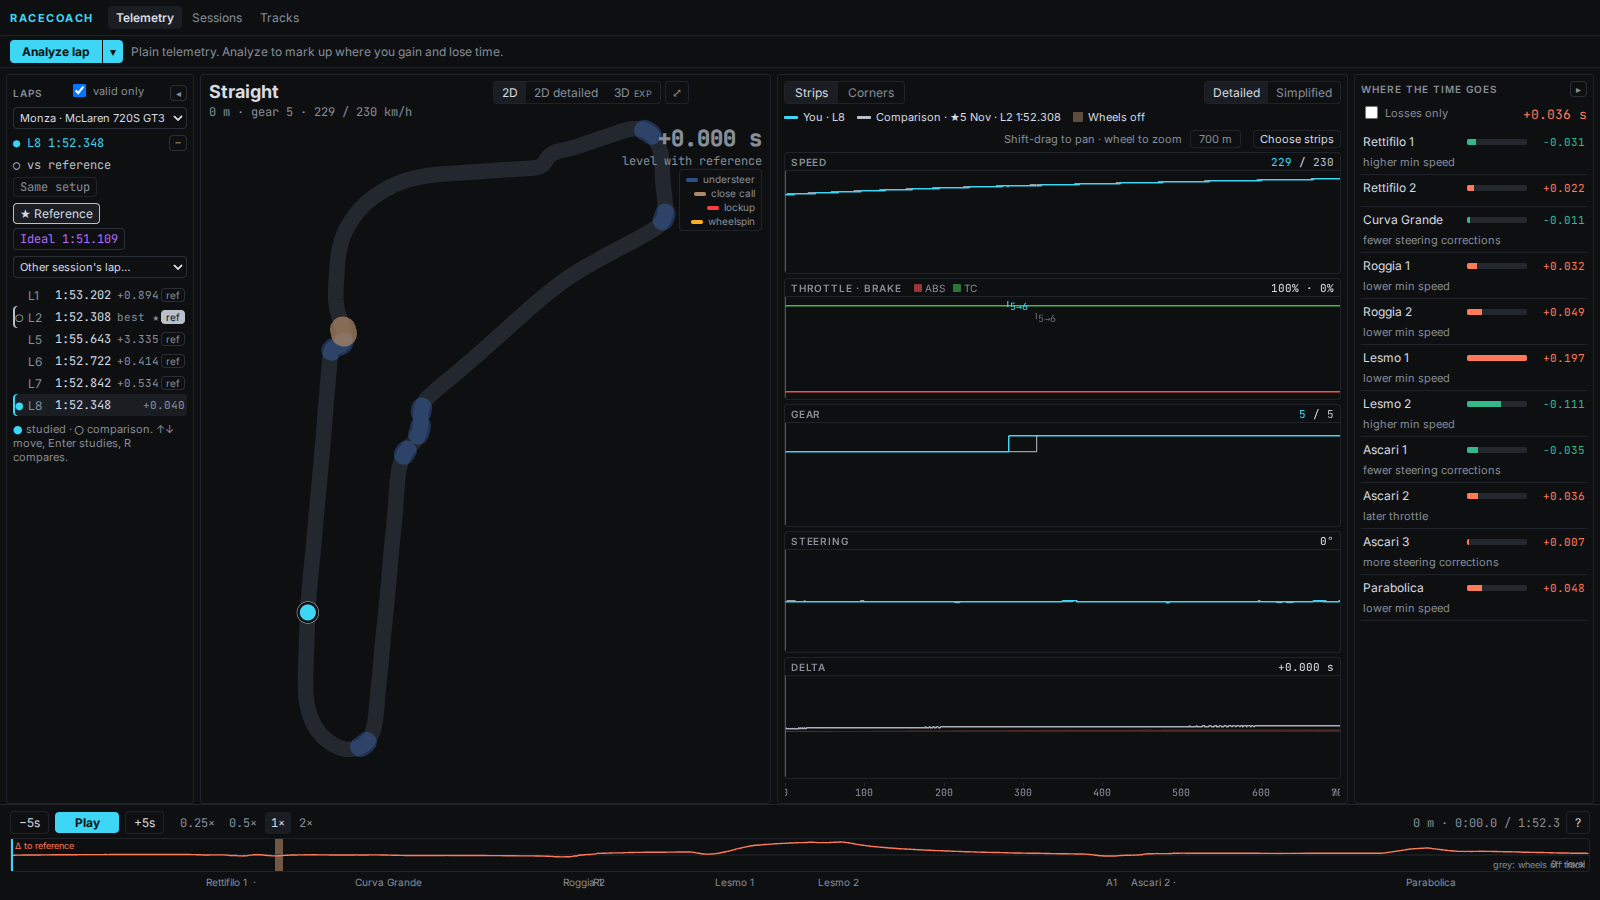 RACECOACH Telemetry Sessions Tracks
Analyze lap ▾ Plain telemetry. Analyze to mark up where you gain and lose time.
LAPS valid only ◂
Monza · McLaren 720S GT3
L8 1:52.348 −
vs reference
Same setup
★ Reference
Ideal 1:51.109
Other session's lap...
L1 1:53.202 +0.894 ref
L2 1:52.308 best ★ ref
L5 1:55.643 +3.335 ref
L6 1:52.722 +0.414 ref
L7 1:52.842 +0.534 ref
L8 1:52.348 +0.040
● studied · ○ comparison. ↑↓
move, Enter studies, R
compares.
Straight
0 m · gear 5 · 229 / 230 km/h
2D 2D detailed 3D EXP ⤢
+0.000 s
level with reference
understeer
close call
lockup
wheelspin
Strips Corners Detailed Simplified
You · L8 Comparison · ★5 Nov · L2 1:52.308 Wheels off
Shift-drag to pan · wheel to zoom 700 m Choose strips
SPEED 229 / 230
THROTTLE · BRAKE ABS TC 100% · 0%
5→6
5→6
GEAR 5 / 5
STEERING 0°
DELTA +0.000 s
100 200 300 400 500 600
WHERE THE TIME GOES ▸
Losses only +0.036 s
Rettifilo 1 -0.031
higher min speed
Rettifilo 2 +0.022
Curva Grande -0.011
fewer steering corrections
Roggia 1 +0.032
lower min speed
Roggia 2 +0.049
lower min speed
Lesmo 1 +0.197
lower min speed
Lesmo 2 -0.111
higher min speed
Ascari 1 -0.035
fewer steering corrections
Ascari 2 +0.036
later throttle
Ascari 3 +0.007
more steering corrections
Parabolica +0.048
lower min speed
−5s Play +5s 0.25× 0.5× 1× 2× 0 m · 0:00.0 / 1:52.3 ?
Δ to reference
grey: wheels off track
Rettifilo 1 · Curva Grande Roggia R2 Lesmo 1 Lesmo 2 A1 Ascari 2 · Parabolica